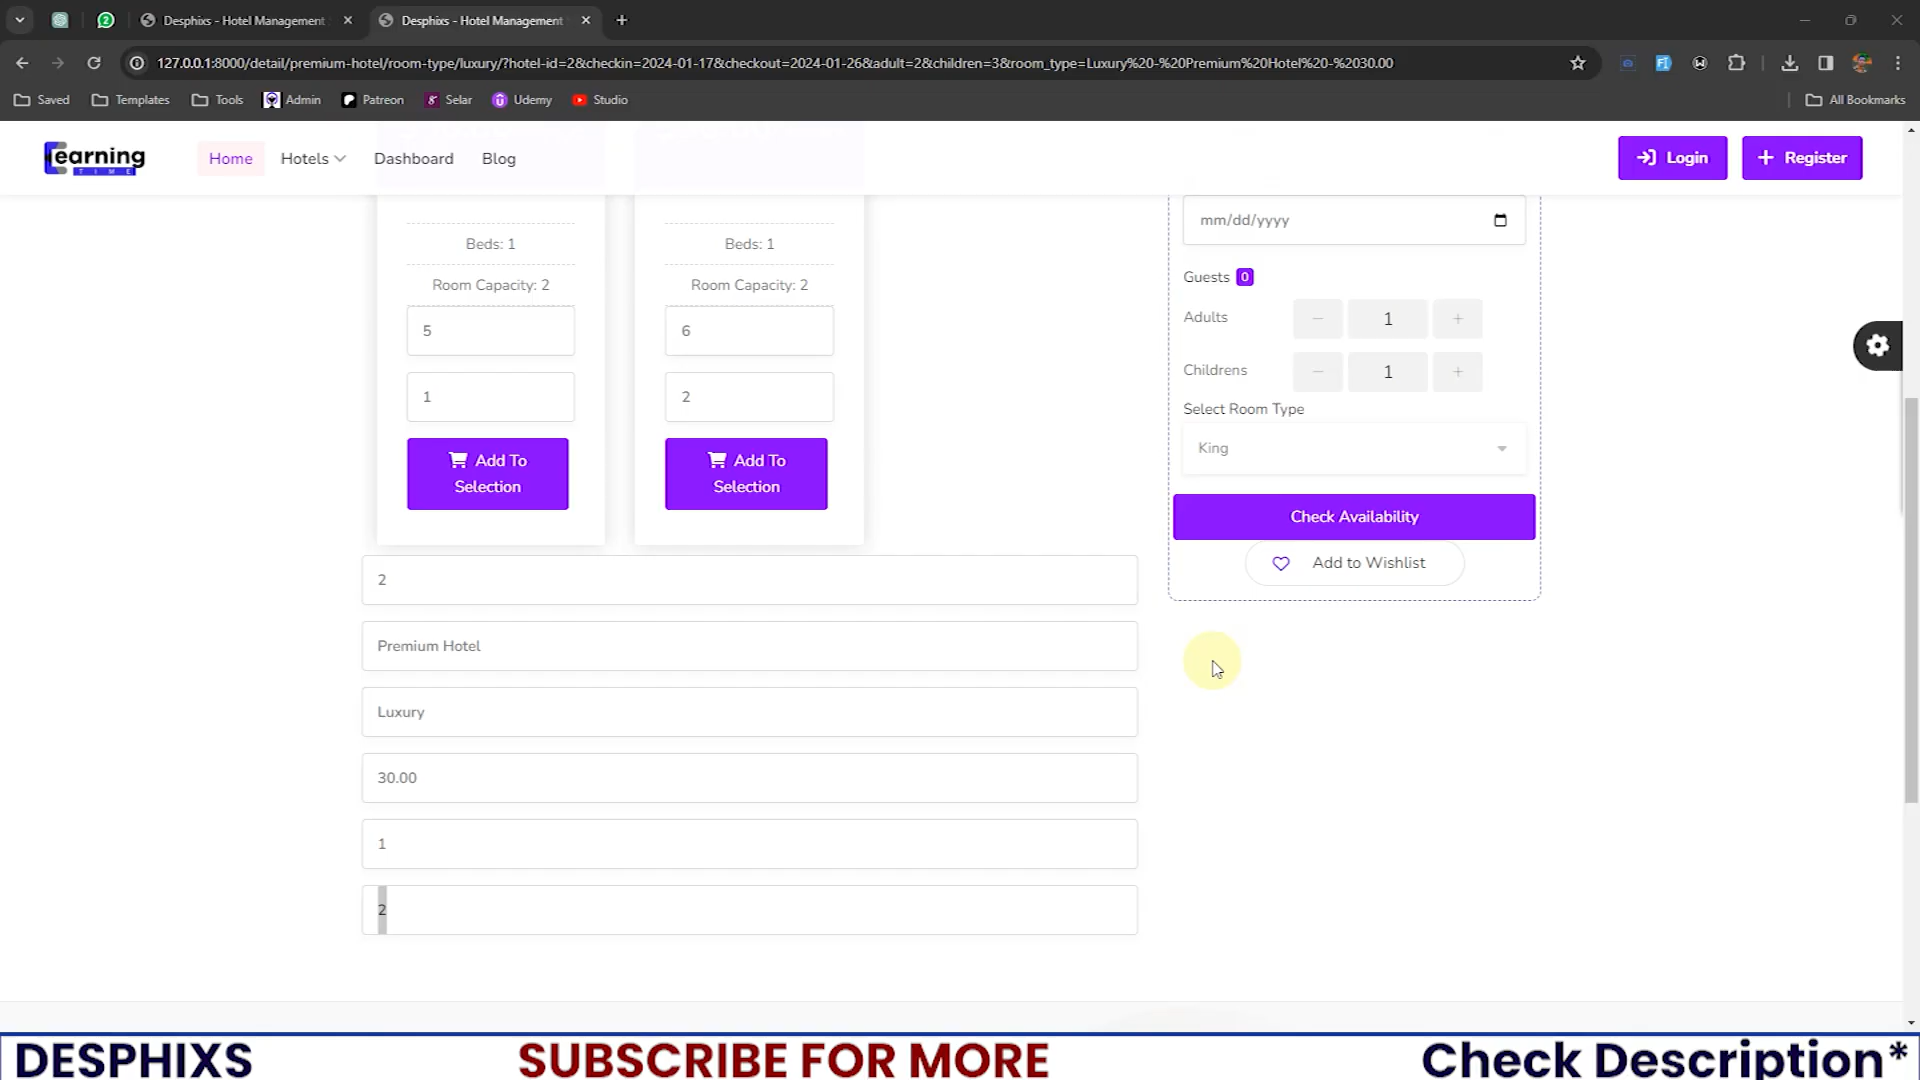 2
Desphixs - Hotel Management
Desphixs - Hotel Management
127.0.0.1:8000/detail/premium-hotel/room-type/luxury/?hotel-id=2&checkin=2024-01-17&checkout=2024-01-26&adult=2&children=3&room_type=Luxury%20-%20Premium%20Hotel%20-%2030.00
Saved
Templates
Tools
Admin
Patreon
Selar
Udemy
Studio
All Bookmarks
Learning
TIME
Home
Hotels
Dashboard
Blog
Login
Register
Beds: 1
Room Capacity: 2
5
1
Add To
Selection
Beds: 1
Room Capacity: 2
6
2
Add To
Selection
mm/dd/yyyy
Guests 0
Adults
1
Childrens
1
Select Room Type
King
Check Availability
Add to Wishlist
2
Premium Hotel
Luxury
30.00
1
2
DESPHIXS
SUBSCRIBE FOR MORE
Check Description*